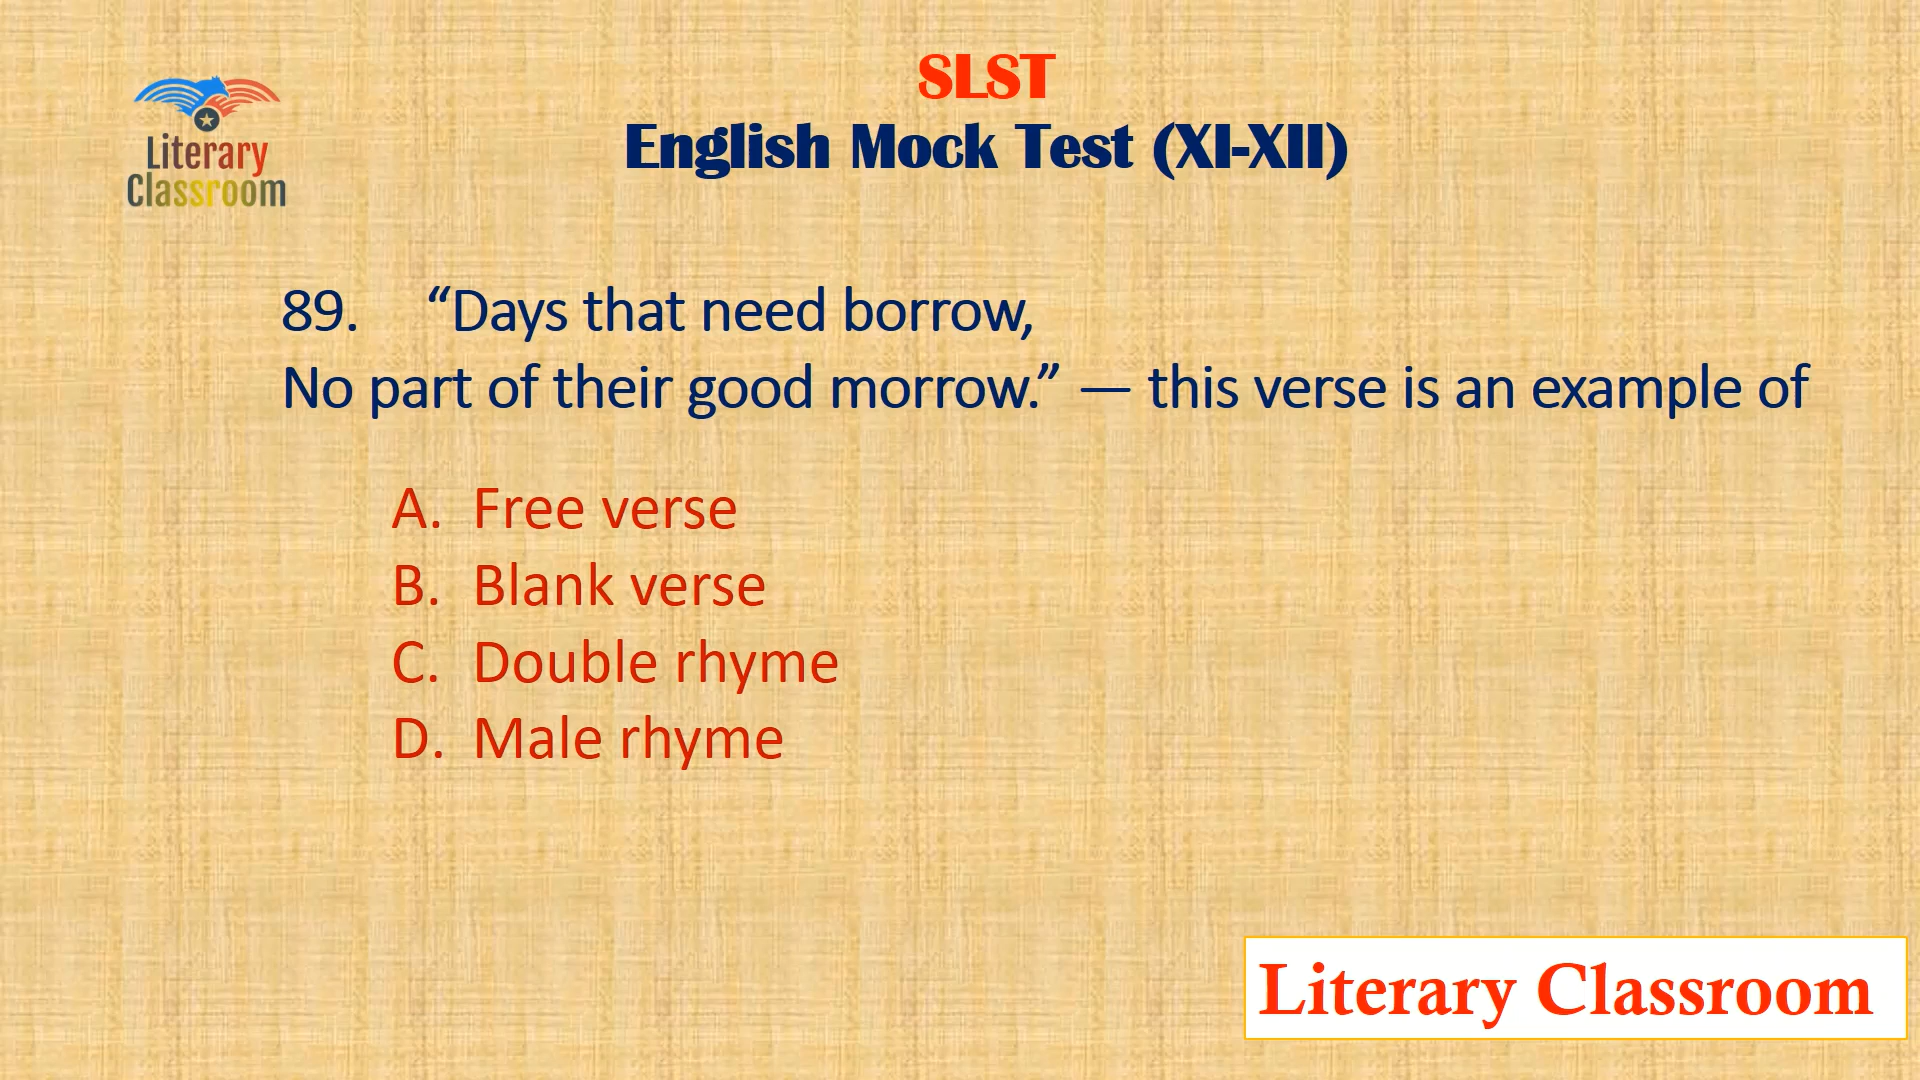 Literary
Classroom
SLST
English Mock Test (XI-XII)
89. “Days that need borrow,
No part of their good morrow.” — this verse is an example of
A. Free verse
B. Blank verse
C. Double rhyme
D. Male rhyme
Literary Classroom